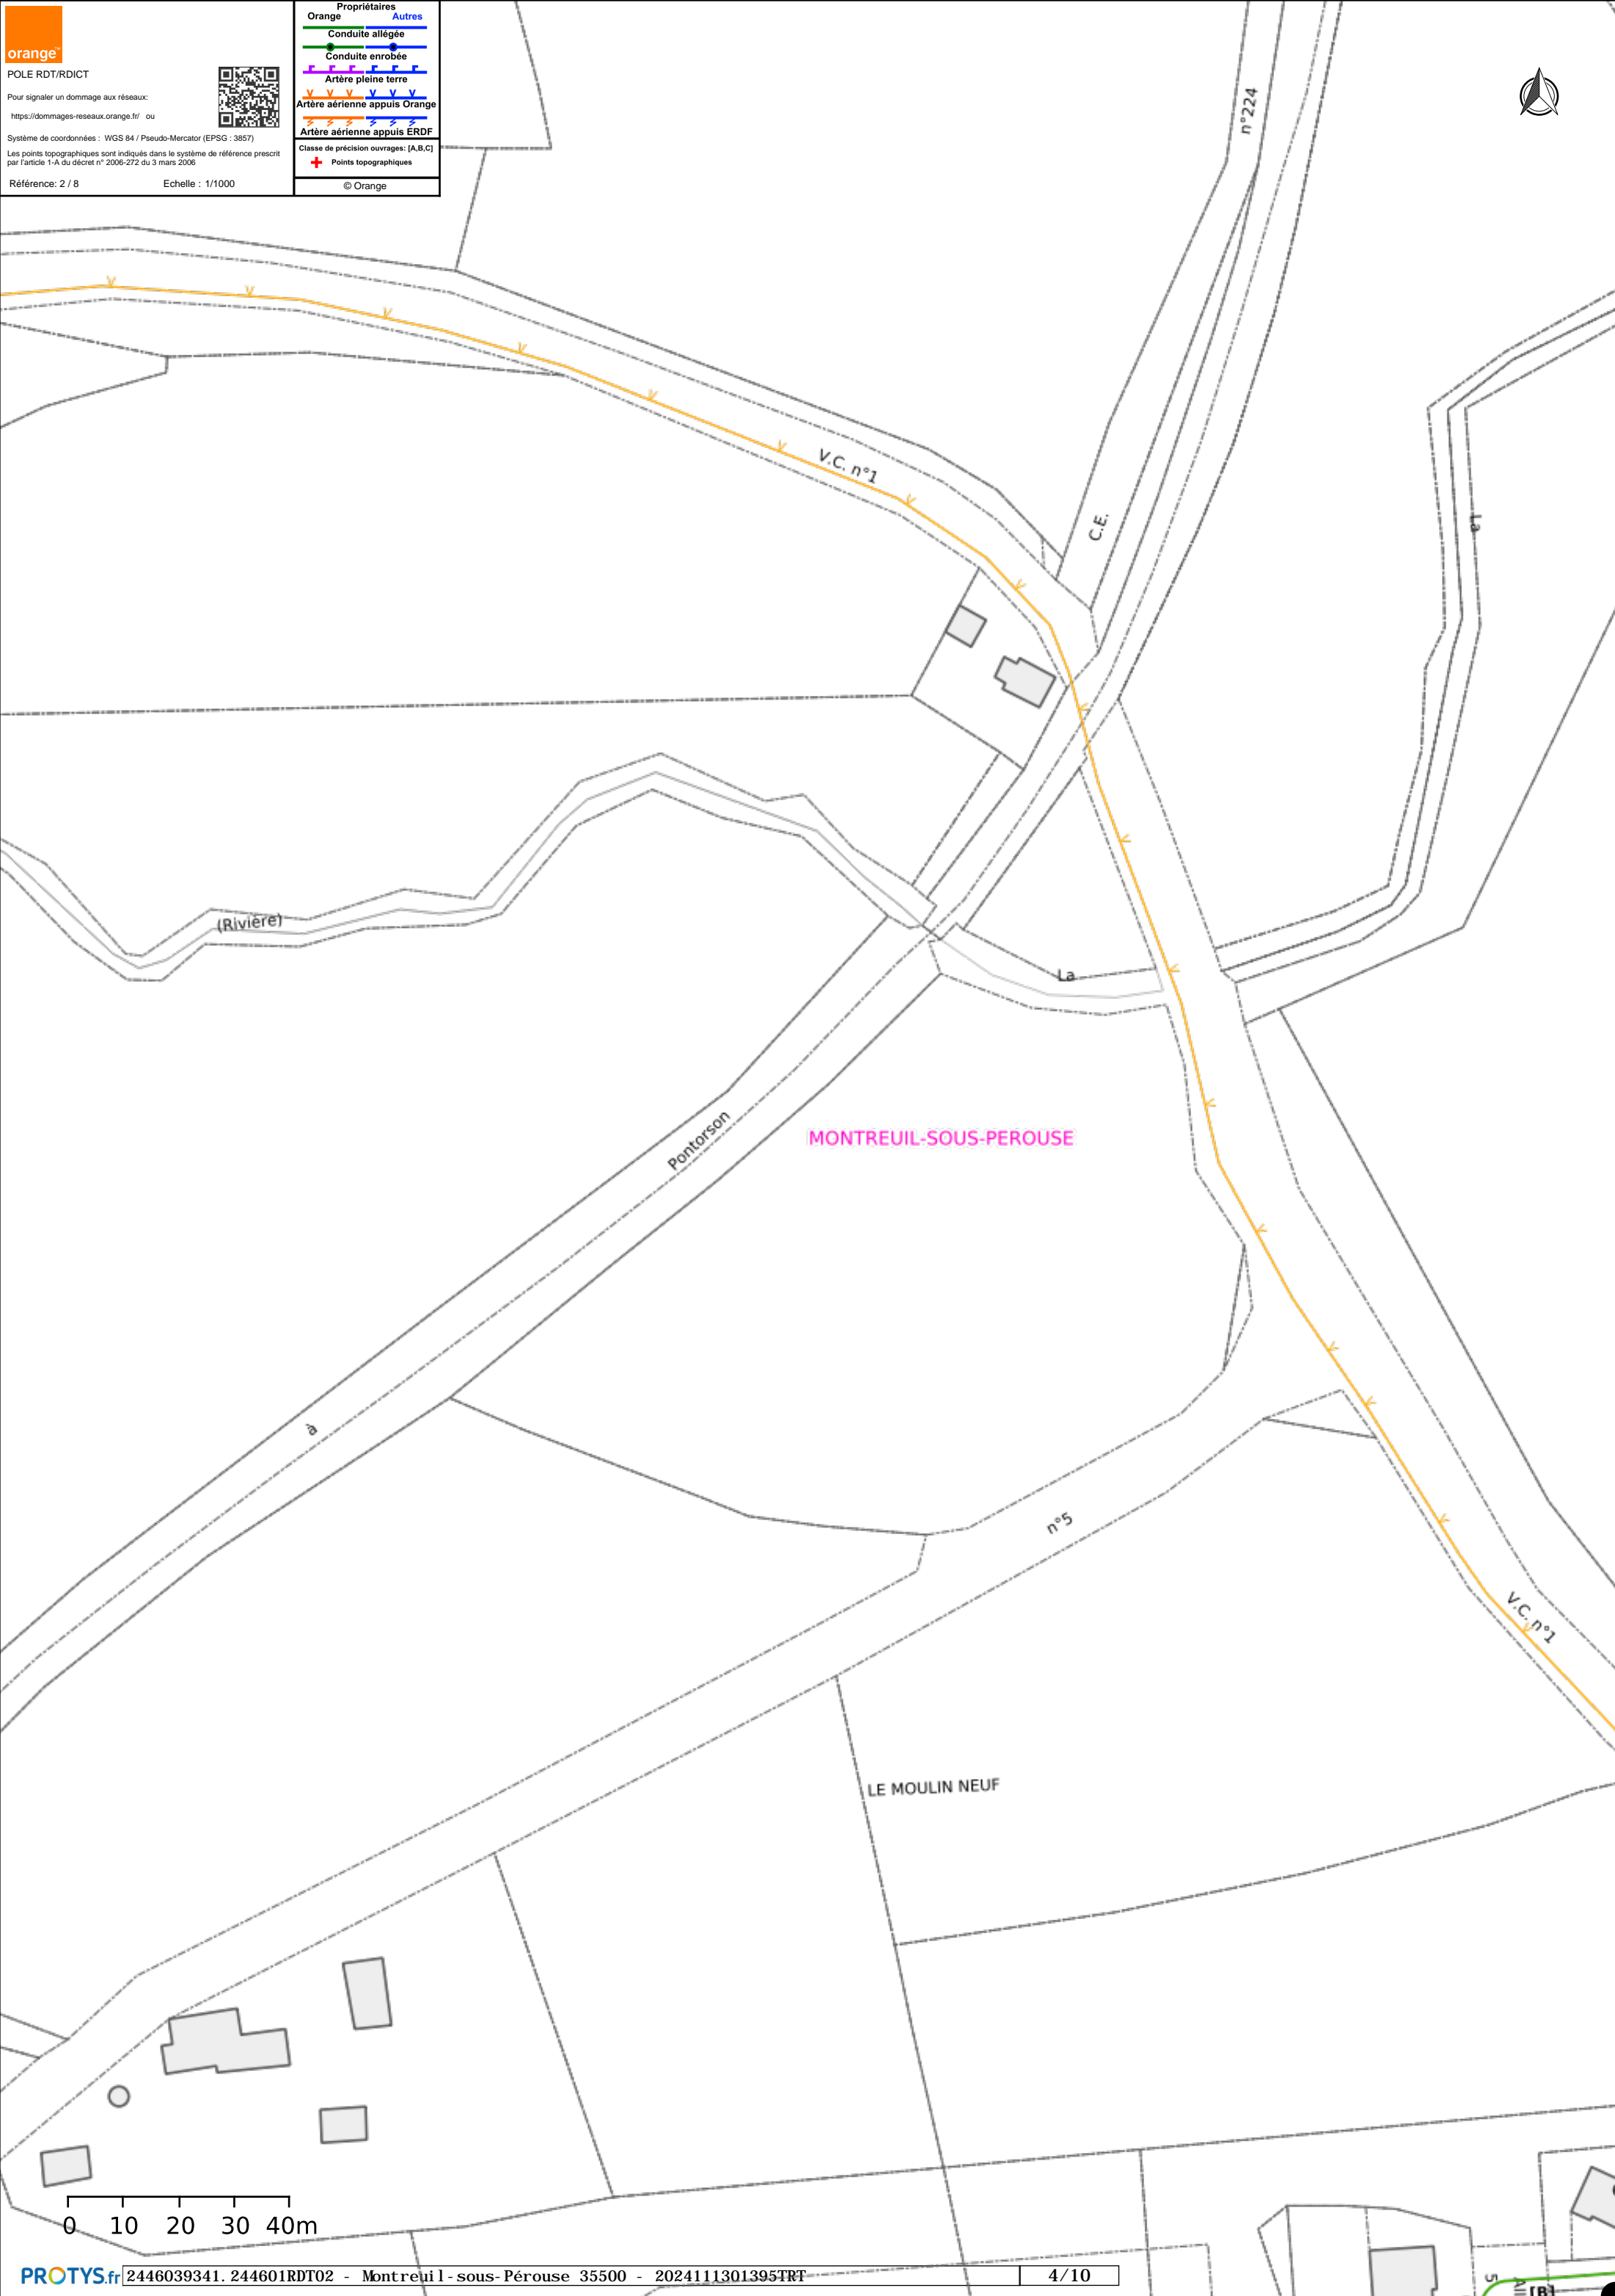 orange™
POLE RDT/RDICT
Pour signaler un dommage aux réseaux:
https://dommages-reseaux.orange.fr/ ou
Système de coordonnées : WGS 84 / Pseudo-Mercator (EPSG : 3857)
Les points topographiques sont indiqués dans le système de référence prescrit
par l'article 1-A du décret n° 2006-272 du 3 mars 2006
Référence: 2 / 8 Echelle : 1/1000
Propriétaires
Orange Autres
Conduite allégée
Conduite enrobée
Artère pleine terre
Artère aérienne appuis Orange
Artère aérienne appuis ERDF
Classe de précision ouvrages: [A,B,C]
Points topographiques
© Orange
n°224
V.C. n°1
C.E.
La
(Rivière)
La
Pontorson
MONTREUIL-SOUS-PEROUSE
à
n°5
V.C. n°1
LE MOULIN NEUF
0 10 20 30 40m
5
[B]
PROTYS.fr
2446039341.244601RDT02 - Montreuil-sous-Pérouse 35500 - 2024111301395TRT
4/10